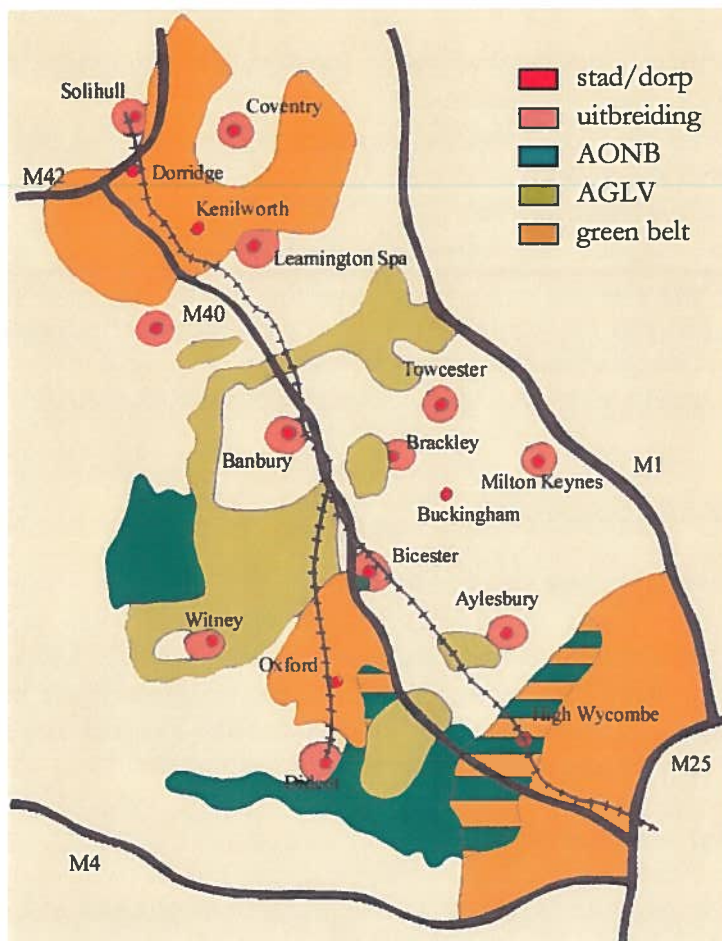 Solihull
Coventry
M42
Dorridge
Kenilworth
Leamington Spa
M40
stad/dorp
uitbreiding
AONB
AGLV
green belt
Towcester
Banbury
Brackley
Milton Keynes
M1
Buckingham
Bicester
Witney
Aylesbury
Oxford
High Wycombe
Didcot
M25
M4